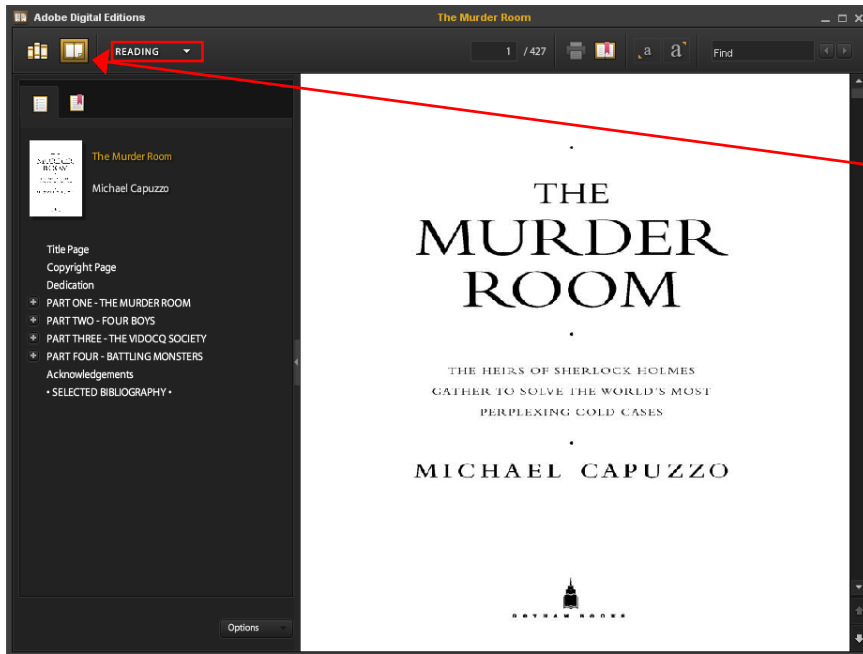 Adobe Digital Editions
The Murder Room
READING
1 / 427
a a
Find
The Murder Room
Michael Capuzzo
Title Page
Copyright Page
Dedication
PART ONE - THE MURDER ROOM
PART TWO - FOUR BOYS
PART THREE - THE VIDOCQ SOCIETY
PART FOUR - BATTLING MONSTERS
Acknowledgements
• SELECTED BIBLIOGRAPHY •
Options
THE
MURDER
ROOM
THE HEIRS OF SHERLOCK HOLMES
GATHER TO SOLVE THE WORLD'S MOST
PERPLEXING COLD CASES
MICHAEL CAPUZZO
GOTHAM BOOKS